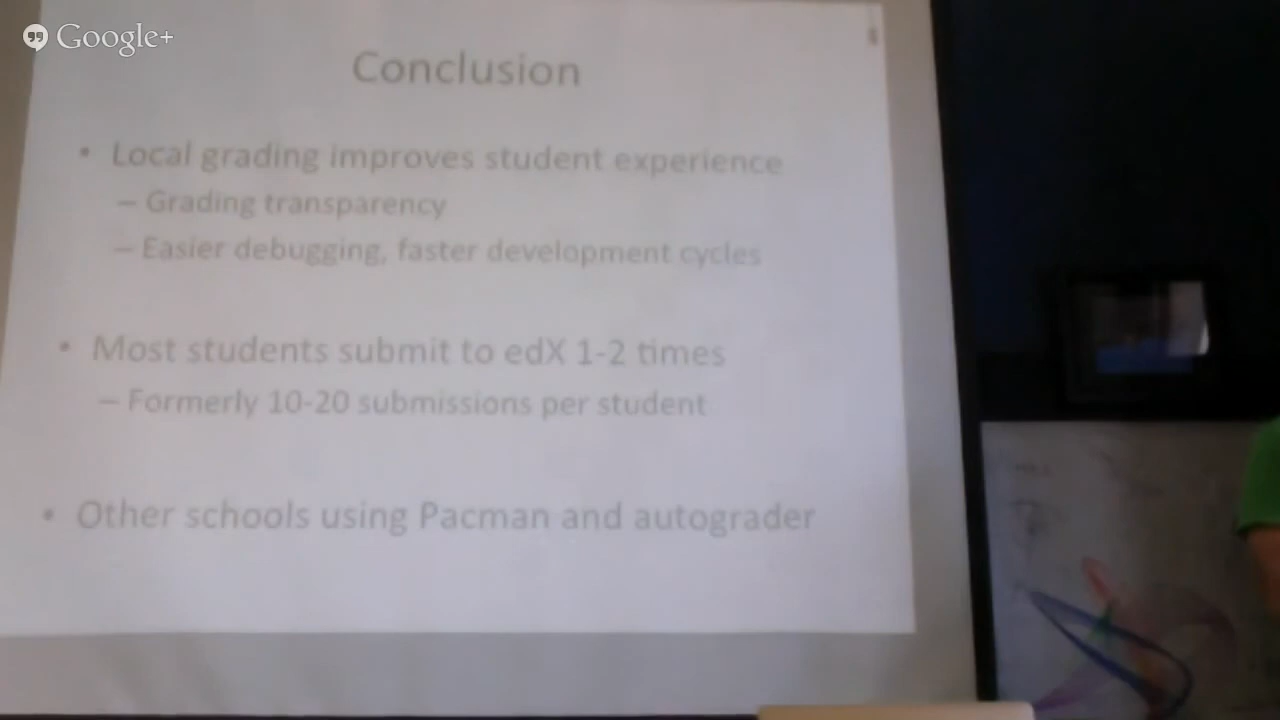 Google+
Conclusion
• Local grading improves student experience
– Grading transparency
– Easier debugging, faster development cycles
• Most students submit to edX 1-2 times
– Formerly 10-20 submissions per student
• Other schools using Pacman and autograder